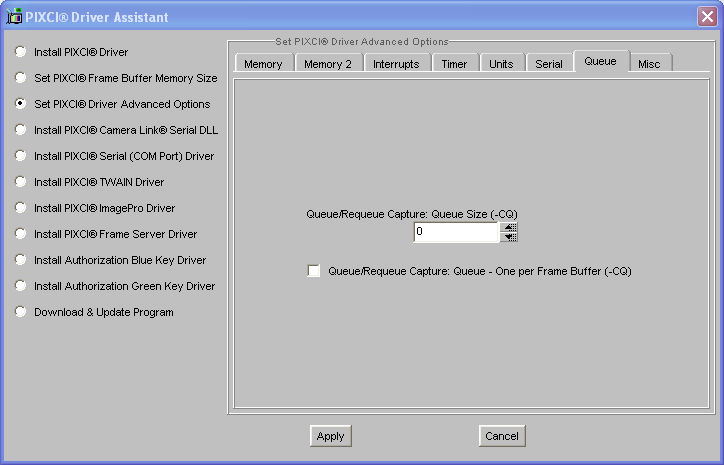 PIXCI® Driver Assistant
Install PIXCI® Driver
Set PIXCI® Frame Buffer Memory Size
Set PIXCI® Driver Advanced Options
Install PIXCI® Camera Link® Serial DLL
Install PIXCI® Serial (COM Port) Driver
Install PIXCI® TWAIN Driver
Install PIXCI® ImagePro Driver
Install PIXCI® Frame Server Driver
Install Authorization Blue Key Driver
Install Authorization Green Key Driver
Download & Update Program
Set PIXCI® Driver Advanced Options
Memory Memory 2 Interrupts Timer Units Serial Queue Misc
Queue/Requeue Capture: Queue Size (-CQ)
0
Queue/Requeue Capture: Queue - One per Frame Buffer (-CQ)
Apply Cancel